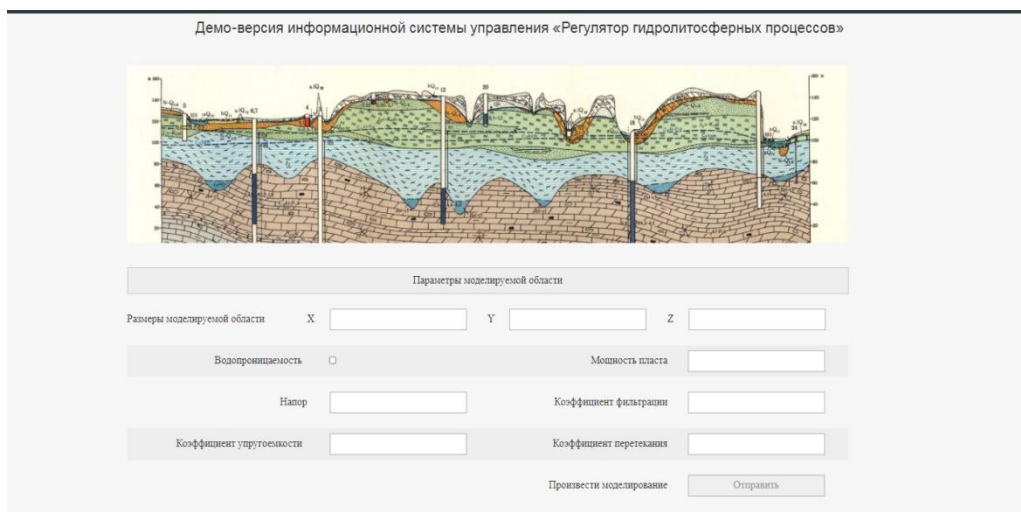 Демо-версия информационной системы управления «Регулятор гидролитосферных процессов»
Параметры моделируемой области
Размеры моделируемой области X Y Z
Водопроницаемость Мощность пласта
Напор Коэффициент фильтрации
Коэффициент упругоемкости Коэффициент перетекания
Произвести моделирование Отправить